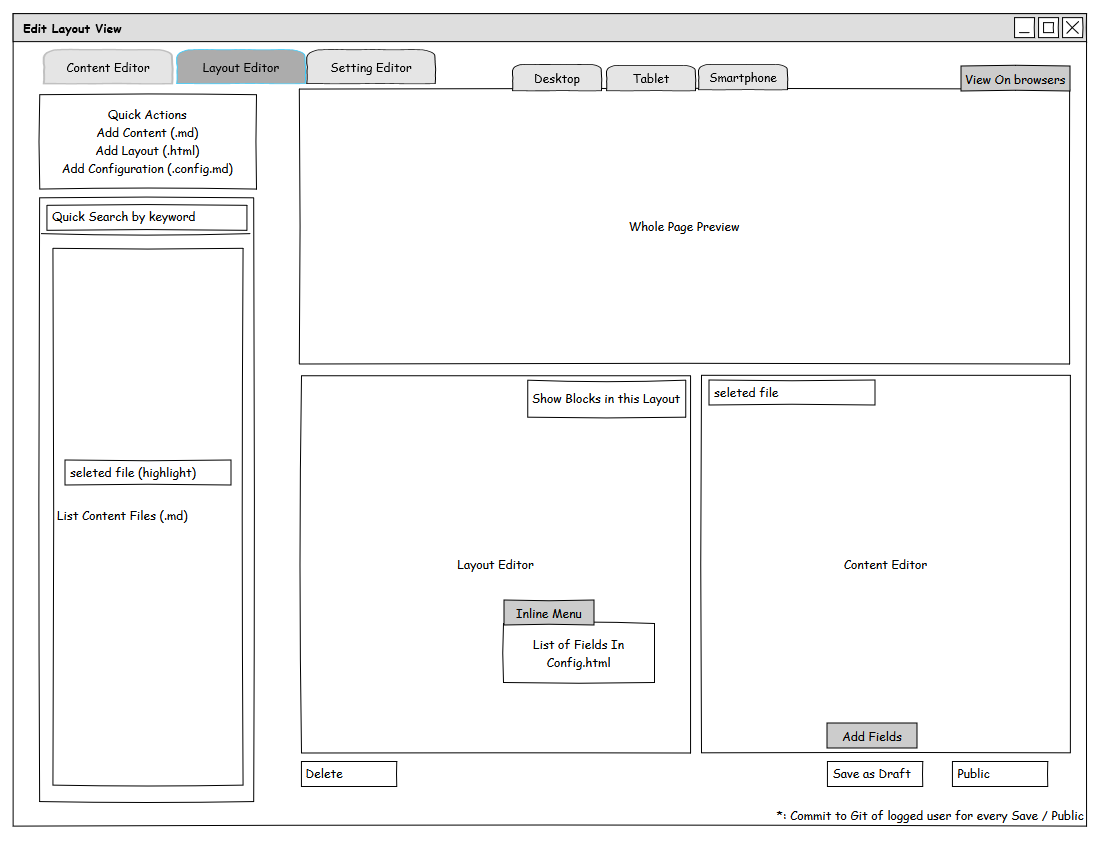 Edit Layout View
Content Editor
Layout Editor
Setting Editor
Desktop
Tablet
Smartphone
View On browsers
Quick Actions
Add Content (.md)
Add Layout (.html)
Add Configuration (.config.md)
Quick Search by keyword
seleted file (highlight)
List Content Files (.md)
Whole Page Preview
Show Blocks in this Layout
Layout Editor
Inline Menu
List of Fields In
Config.html
seleted file
Content Editor
Add Fields
Delete
Save as Draft
Public
*: Commit to Git of logged user for every Save / Public